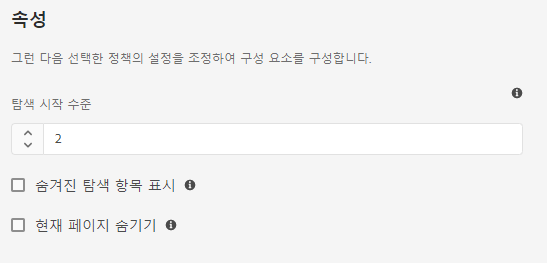 속성
그런 다음 선택한 정책의 설정을 조정하여 구성 요소를 구성합니다.
탐색 시작 수준
2
숨겨진 탐색 항목 표시
현재 페이지 숨기기